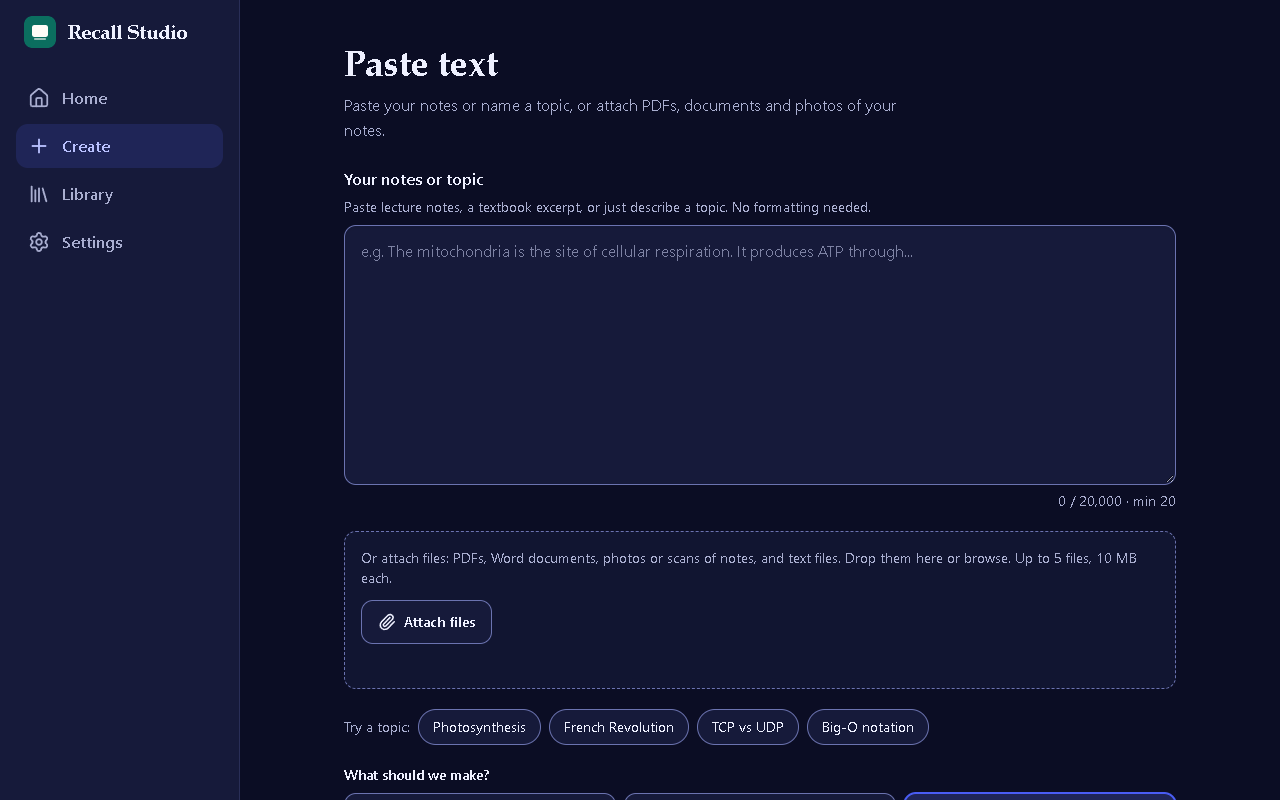 Recall Studio
Home
Create
Library
Settings
Paste text
Paste your notes or name a topic, or attach PDFs, documents and photos of your
notes.
Your notes or topic
Paste lecture notes, a textbook excerpt, or just describe a topic. No formatting needed.
e.g. The mitochondria is the site of cellular respiration. It produces ATP through...
0 / 20,000 · min 20
Or attach files: PDFs, Word documents, photos or scans of notes, and text files. Drop them here or browse. Up to 5 files, 10 MB
each.
Attach files
Try a topic: Photosynthesis French Revolution TCP vs UDP Big-O notation
What should we make?